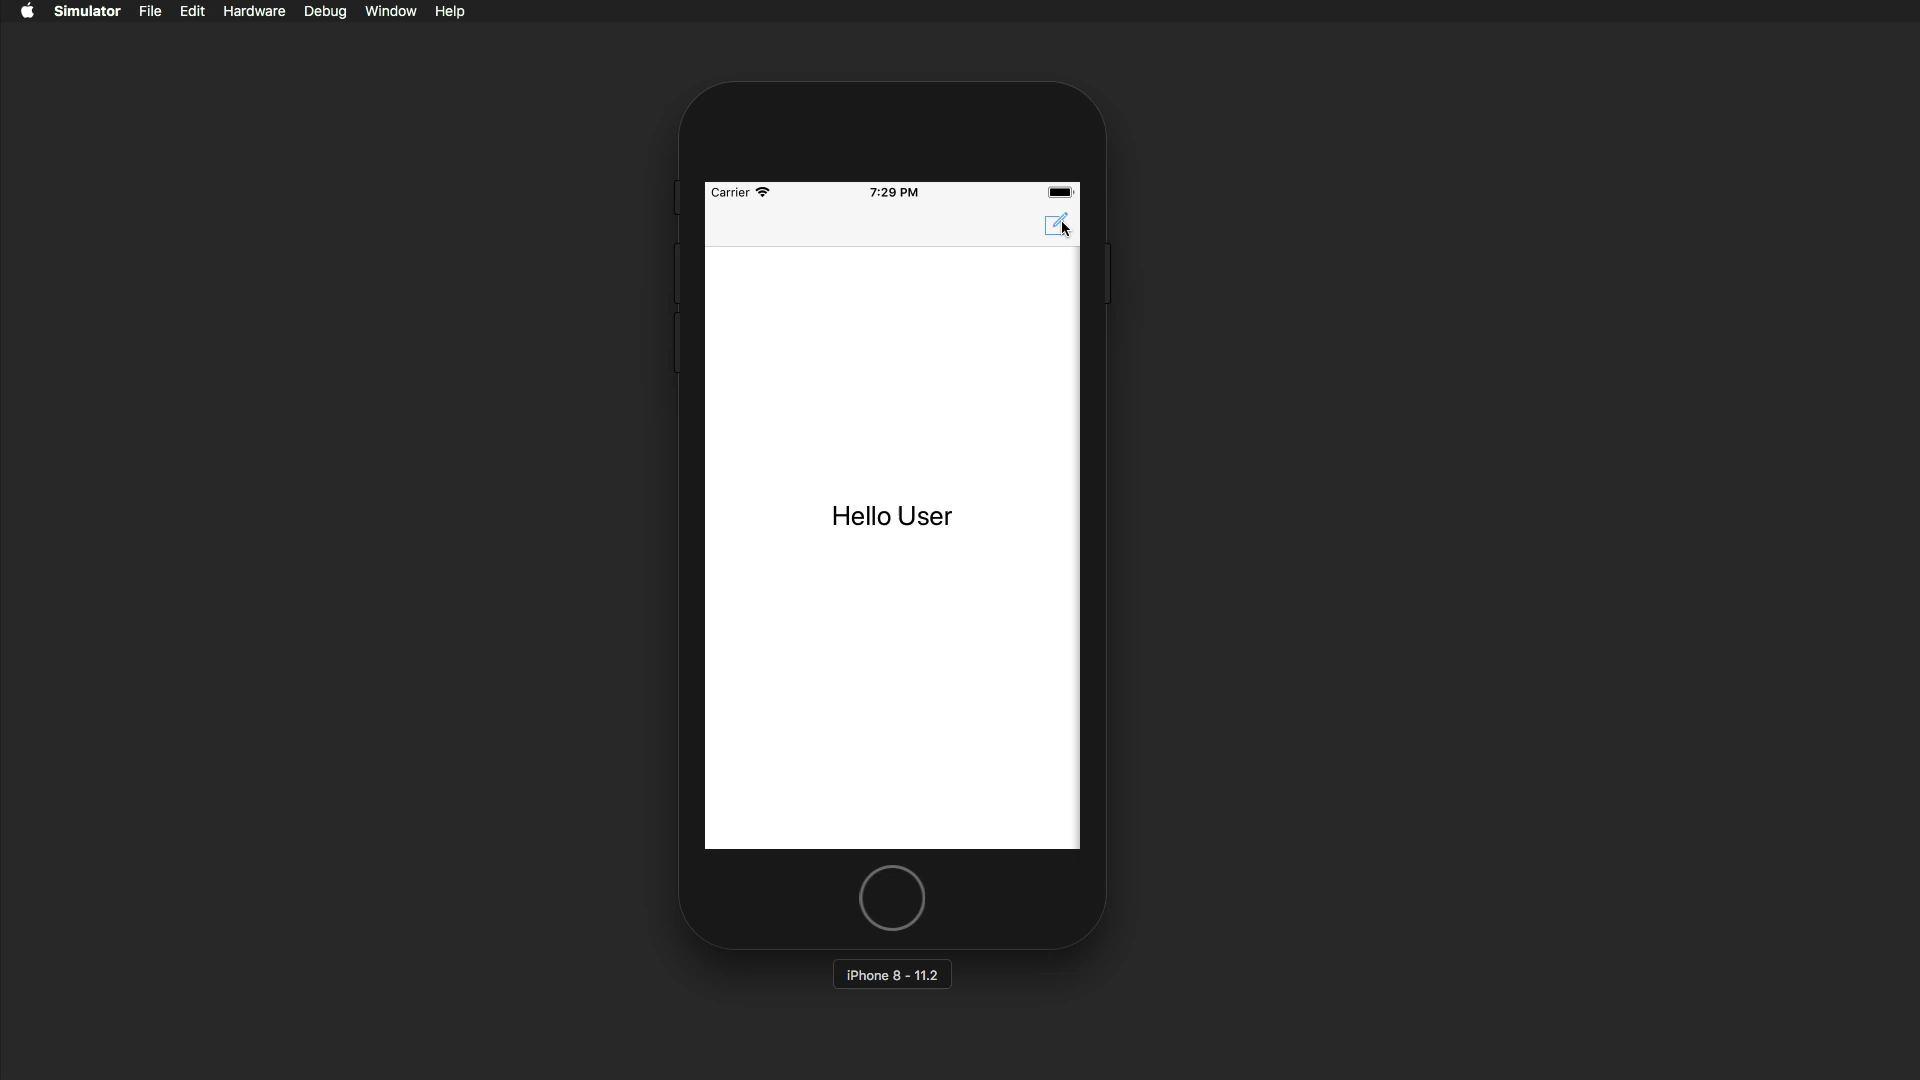 Simulator File Edit Hardware Debug Window Help
Carrier 7:29 PM
Hello User
iPhone 8 - 11.2